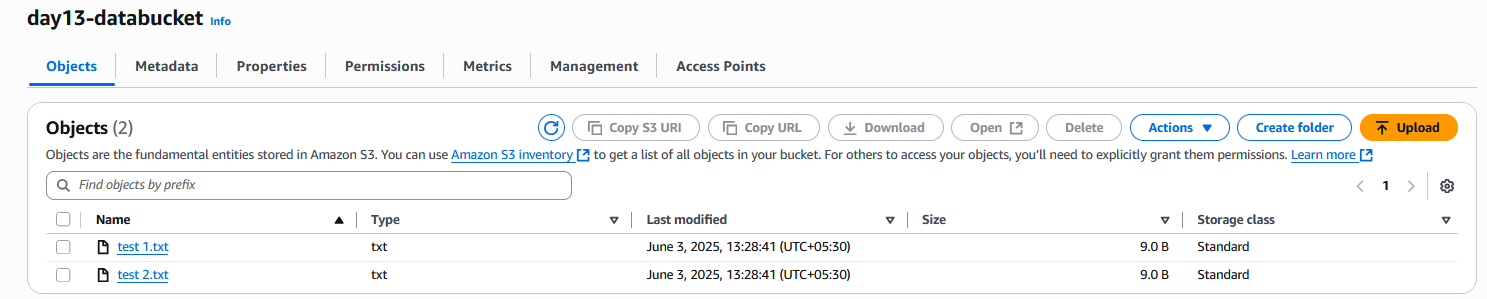 day13-databucket Info
Objects Metadata Properties Permissions Metrics Management Access Points
Objects (2) Copy S3 URI Copy URL Download Open Delete Actions Create folder Upload
Objects are the fundamental entities stored in Amazon S3. You can use Amazon S3 inventory to get a list of all objects in your bucket. For others to access your objects, you'll need to explicitly grant them permissions. Learn more
Find objects by prefix 1
Name Type Last modified Size Storage class
test 1.txt txt June 3, 2025, 13:28:41 (UTC+05:30) 9.0 B Standard
test 2.txt txt June 3, 2025, 13:28:41 (UTC+05:30) 9.0 B Standard